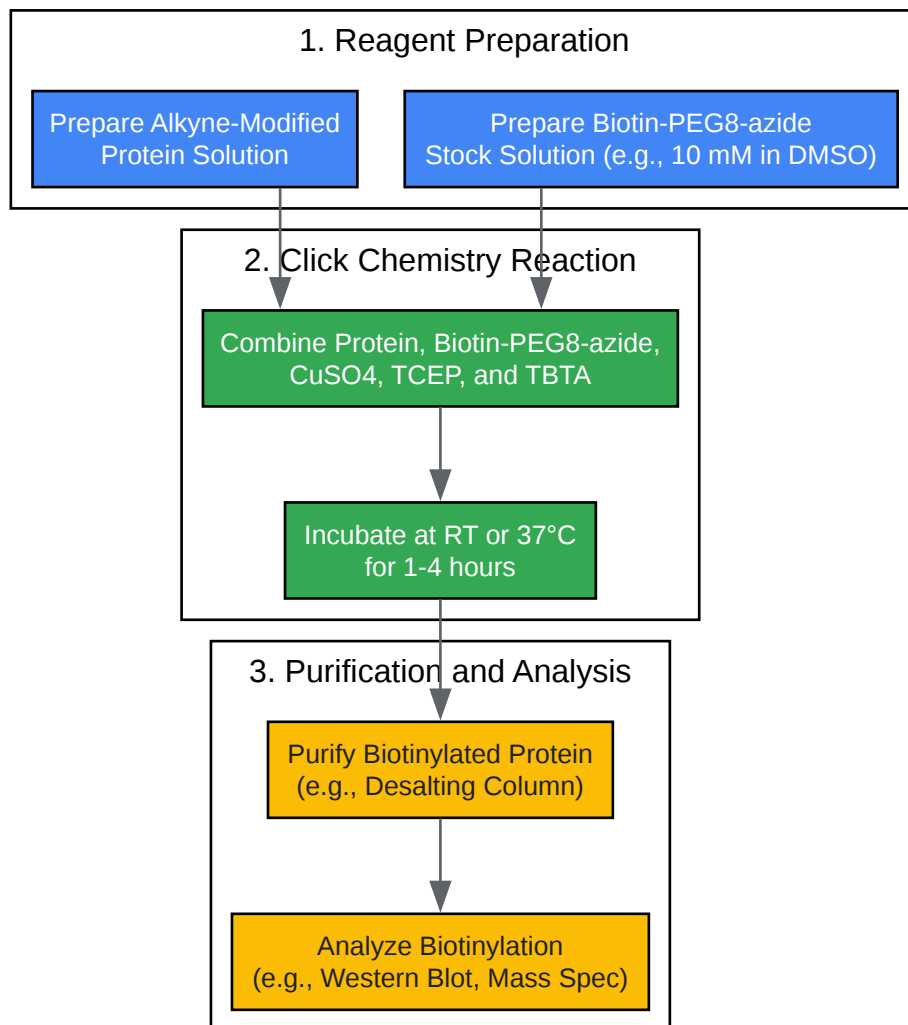 1. Reagent Preparation
Prepare Alkyne-Modified
Protein Solution
Prepare Biotin-PEG8-azide
Stock Solution (e.g., 10 mM in DMSO)
2. Click Chemistry Reaction
Combine Protein, Biotin-PEG8-azide,
CuSO4, TCEP, and TBTA
Incubate at RT or 37°C
for 1-4 hours
3. Purification and Analysis
Purify Biotinylated Protein
(e.g., Desalting Column)
Analyze Biotinylation
(e.g., Western Blot, Mass Spec)